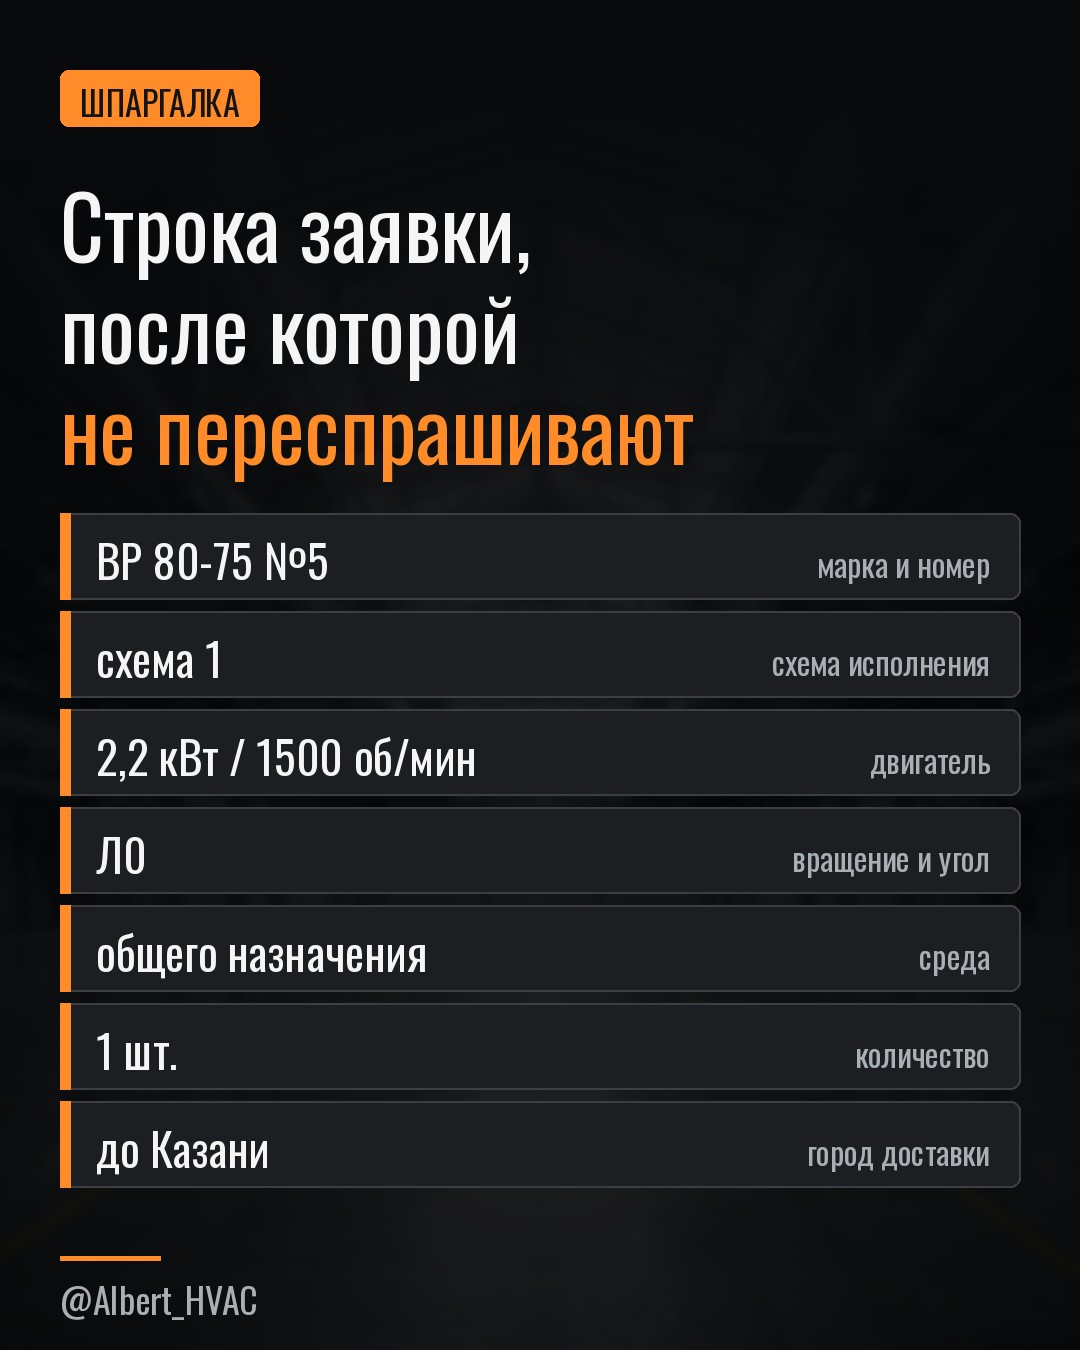 ШПАРГАЛКА
Строка заявки,
после которой
не переспрашивают
ВР 80-75 №5 марка и номер
схема 1 схема исполнения
2,2 кВт / 1500 об/мин двигатель
Л0 вращение и угол
общего назначения среда
1 шт. количество
до Казани город доставки
@Albert_HVAC